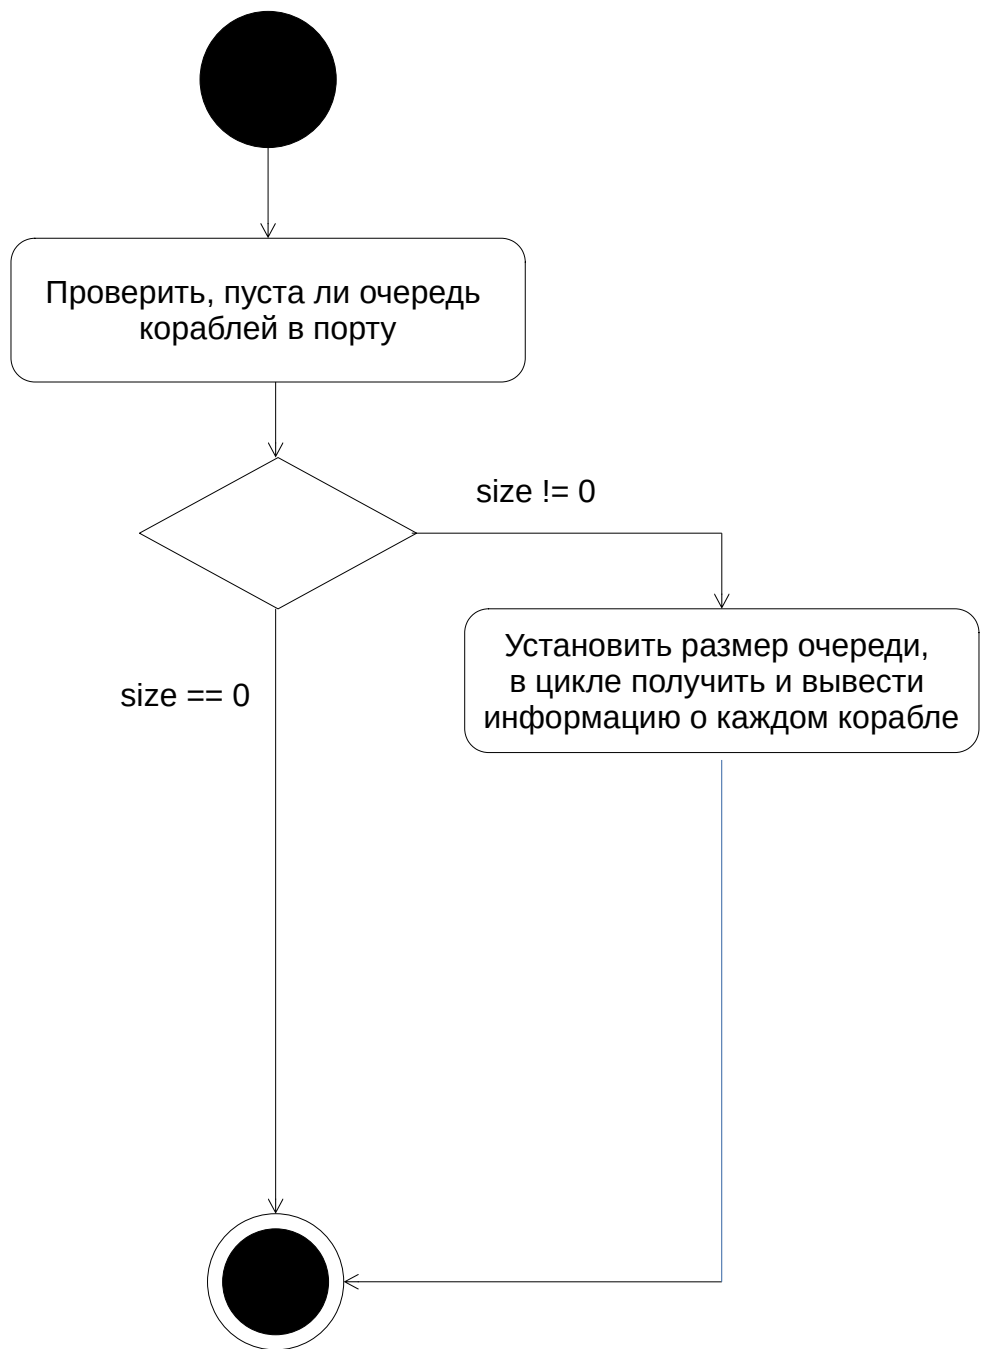 Проверить, пуста ли очередь
кораблей в порту
size != 0
Установить размер очереди,
в цикле получить и вывести
информацию о каждом корабле
size == 0